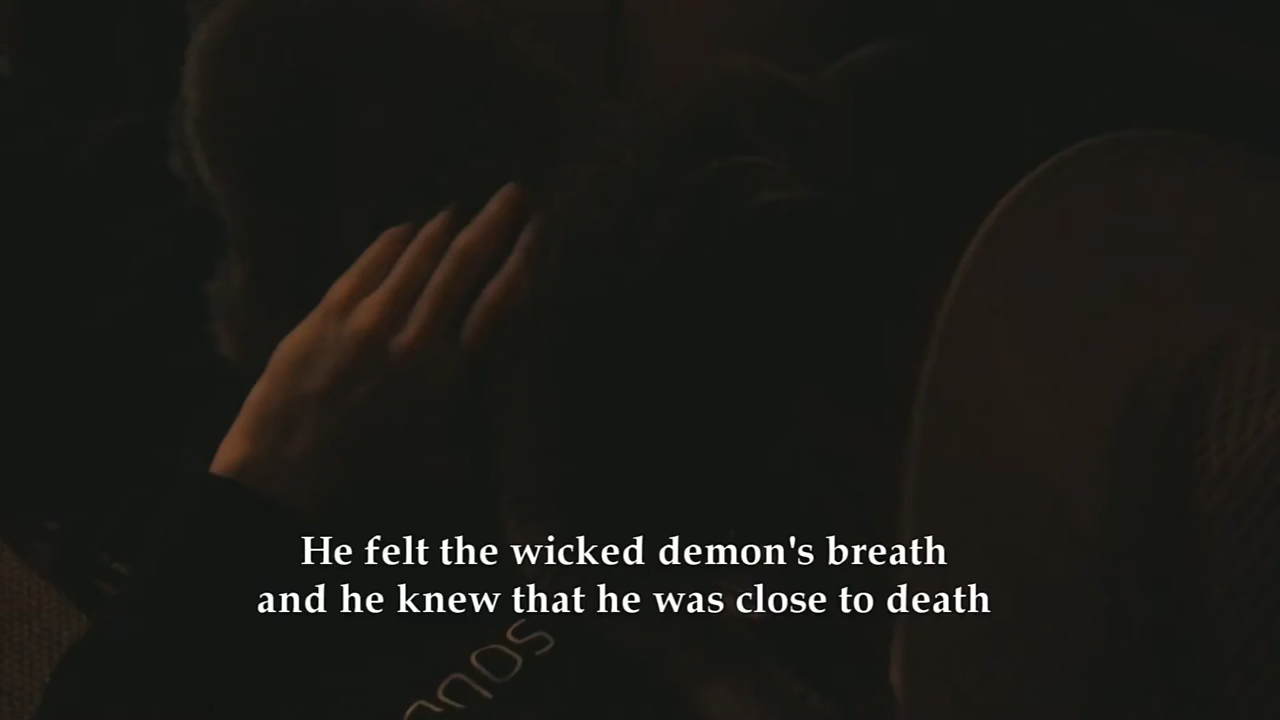 He felt the wicked demon's breath
and he knew that he was close to death